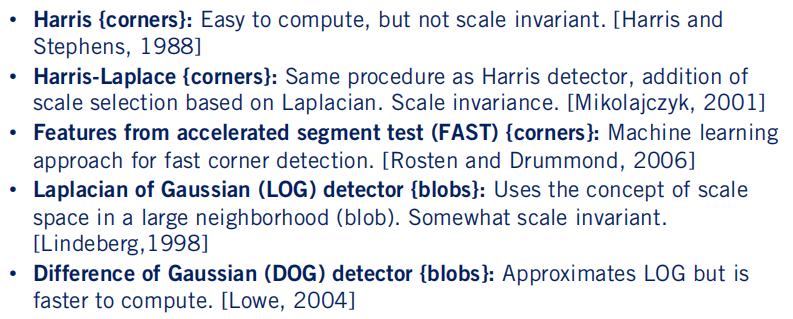 • Harris {corners}: Easy to compute, but not scale invariant. [Harris and
Stephens, 1988]
• Harris-Laplace {corners}: Same procedure as Harris detector, addition of
scale selection based on Laplacian. Scale invariance. [Mikolajczyk, 2001]
• Features from accelerated segment test (FAST) {corners}: Machine learning
approach for fast corner detection. [Rosten and Drummond, 2006]
• Laplacian of Gaussian (LOG) detector {blobs}: Uses the concept of scale
space in a large neighborhood (blob). Somewhat scale invariant.
[Lindeberg,1998]
• Difference of Gaussian (DOG) detector {blobs}: Approximates LOG but is
faster to compute. [Lowe, 2004]